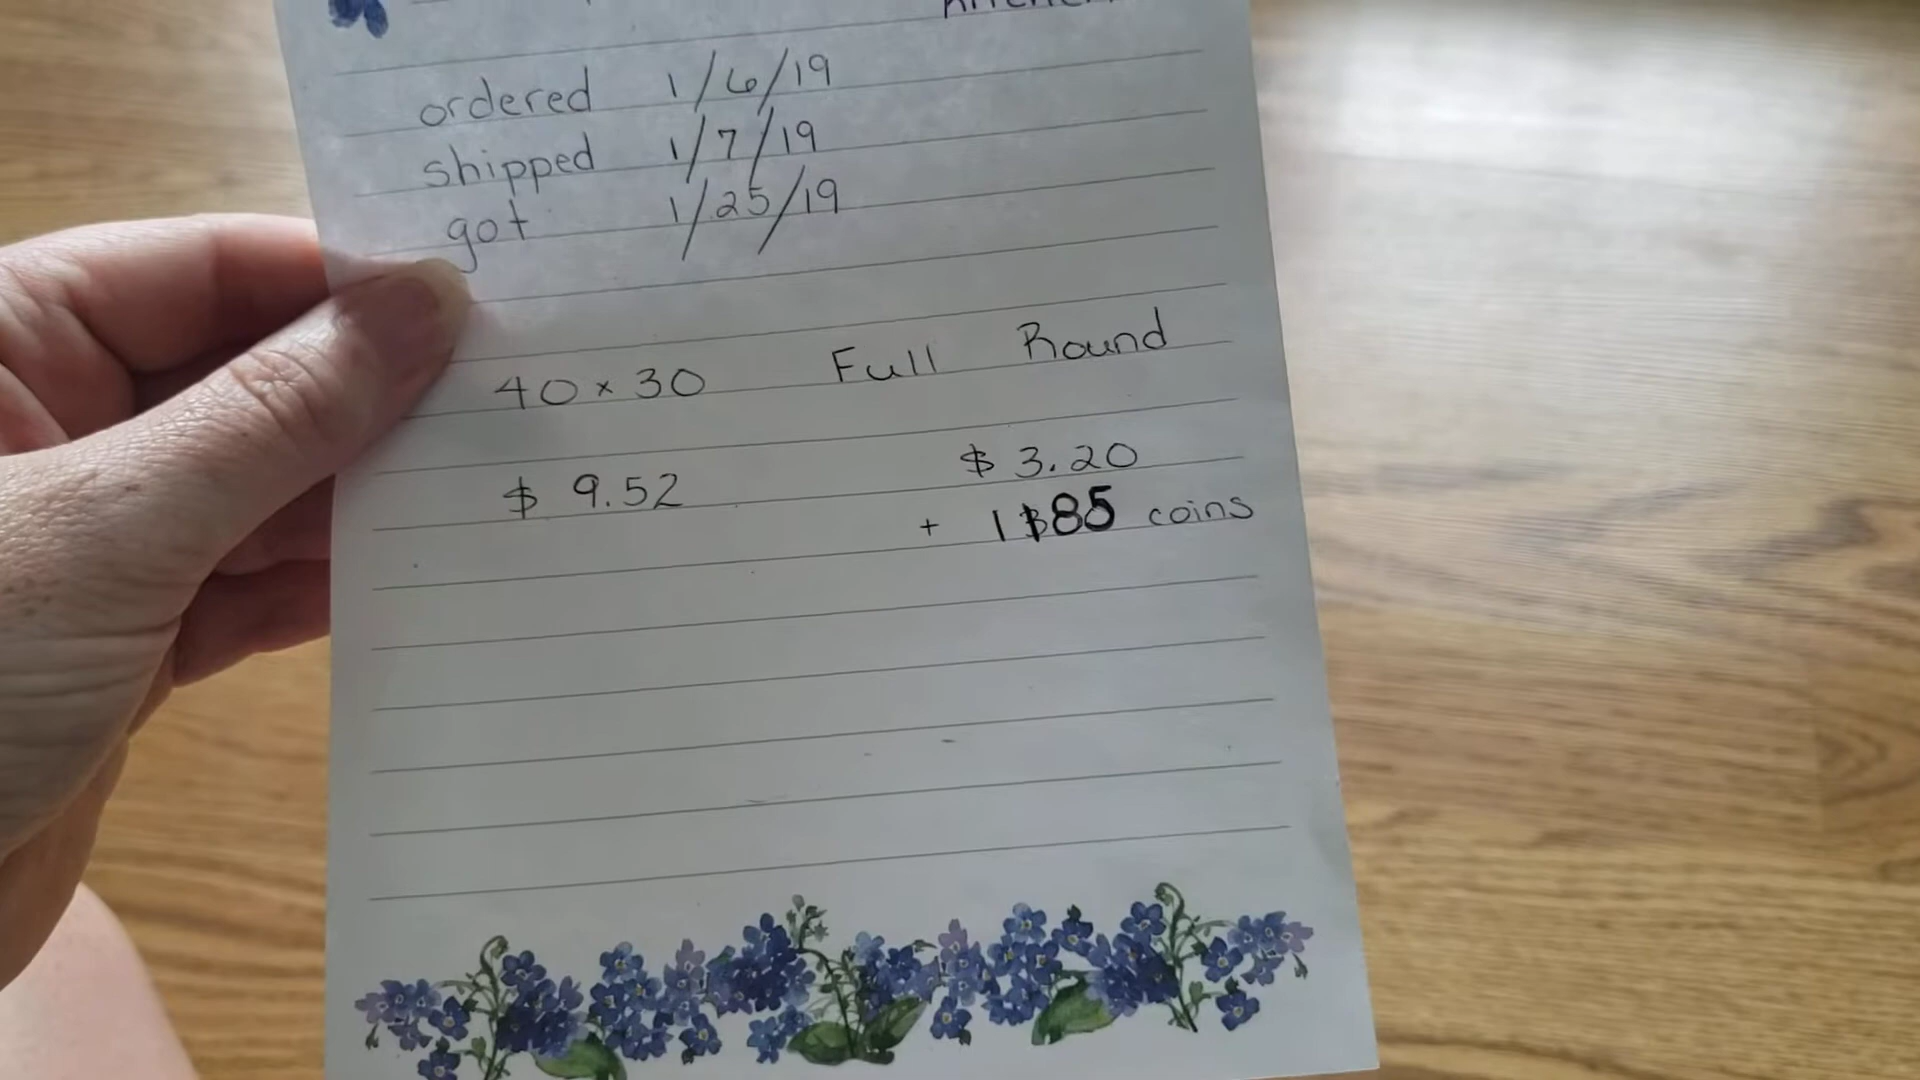 ordered 1/6/19
shipped 1/7/19
got 1/25/19
40 x 30 Full Round
$ 9.52 $ 3.20
+ coins